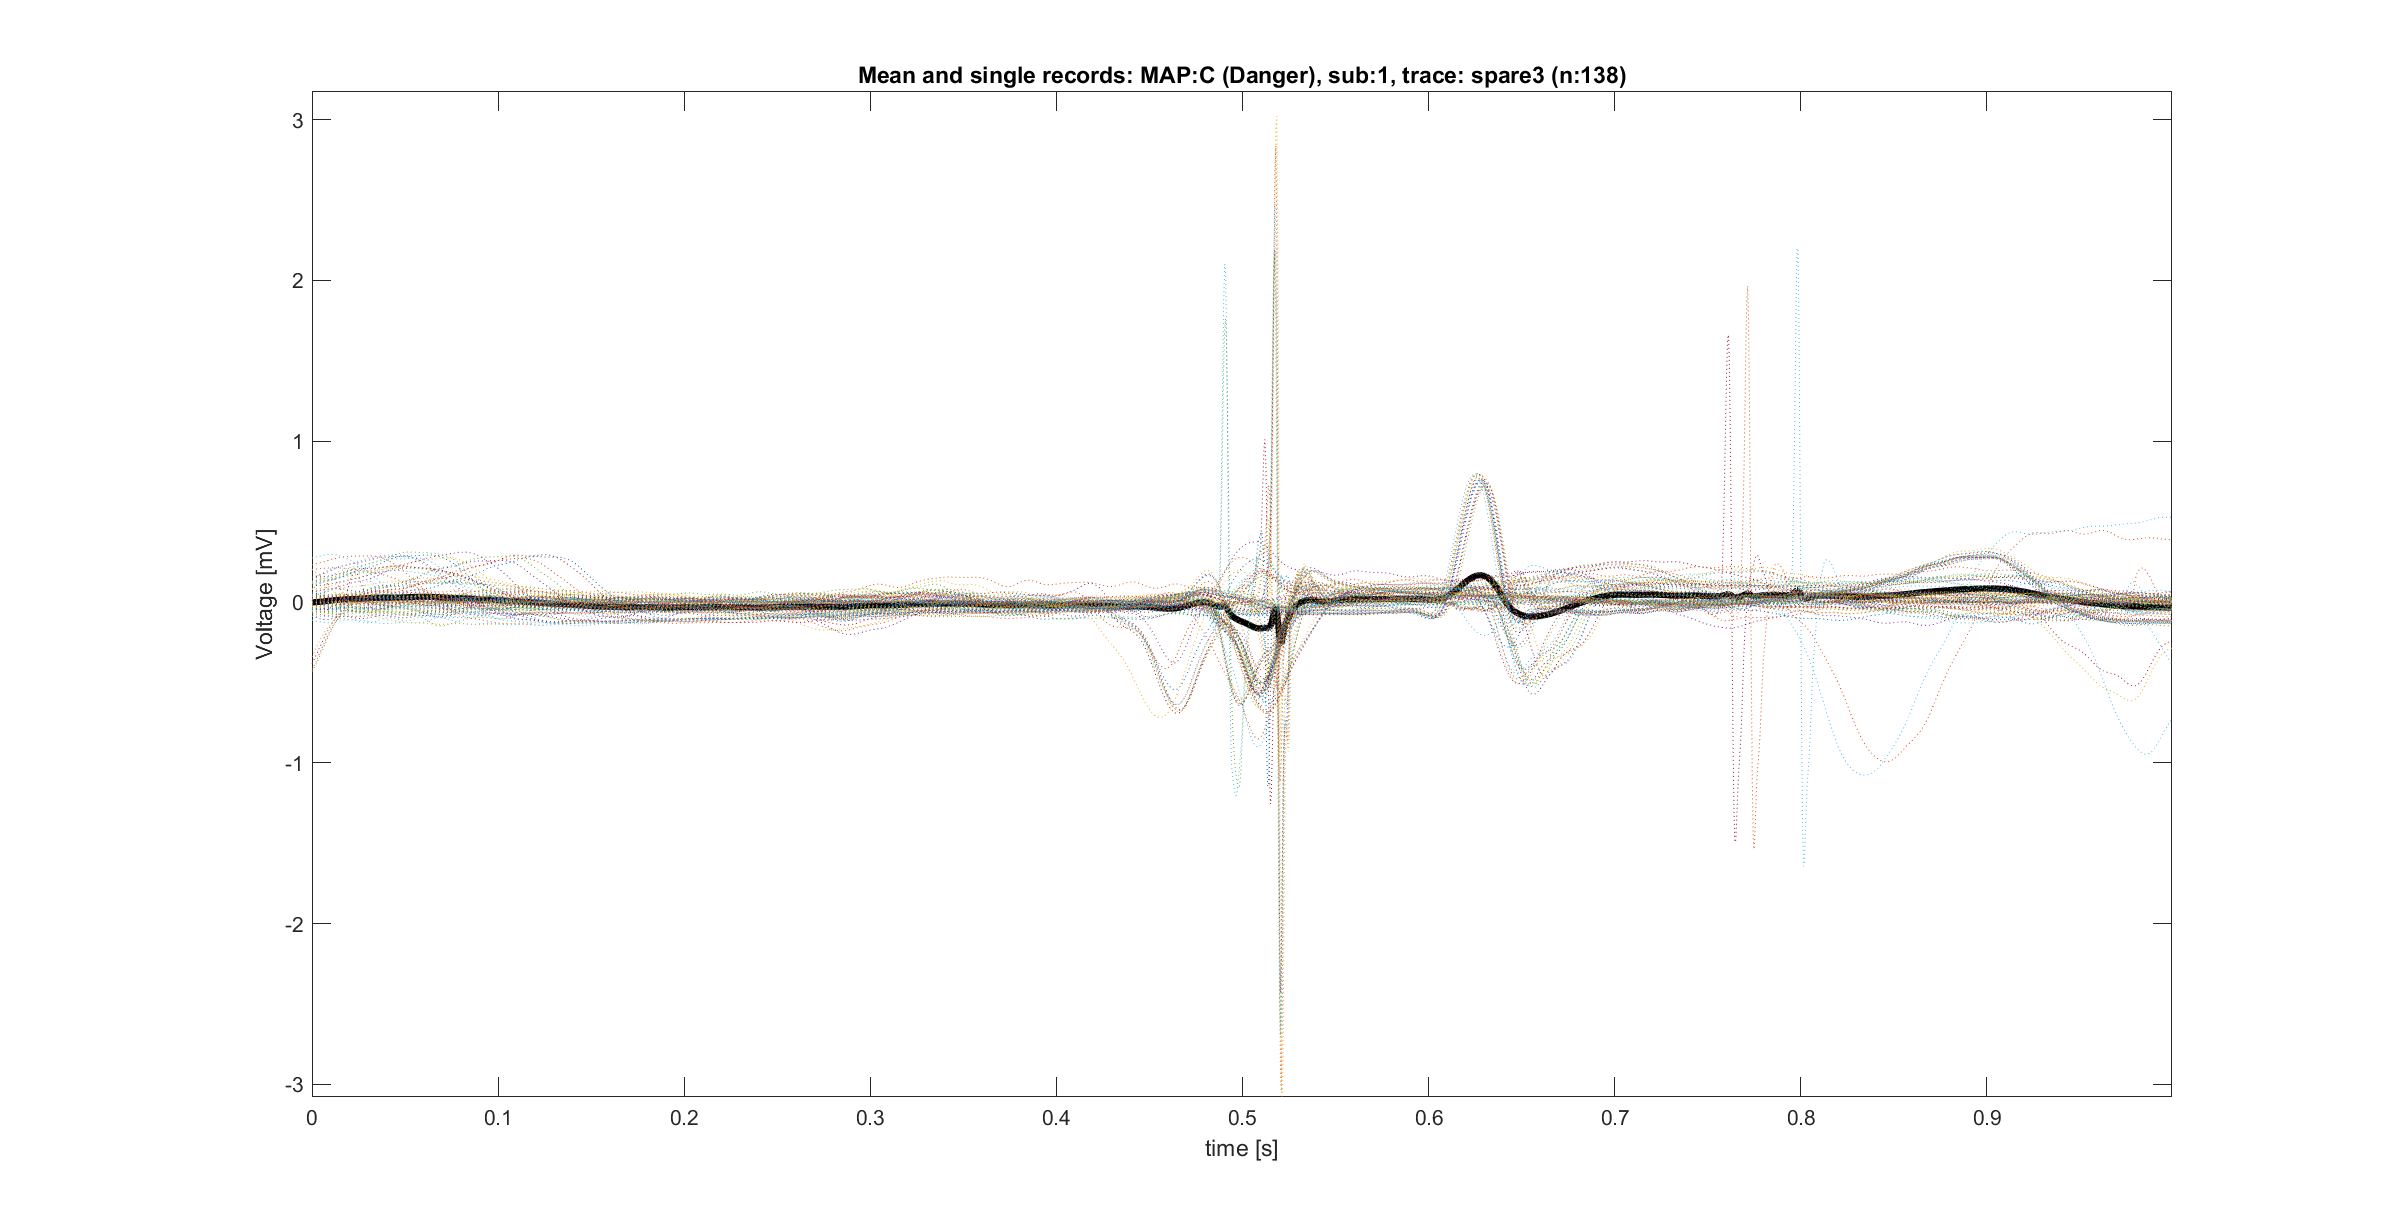 Mean and single records: MAP:C (Danger), sub:1, trace: spare3 (n:138)
3
2
1
0
-1
-2
-3
Voltage [mV]
0 0.1 0.2 0.3 0.4 0.5 0.6 0.7 0.8 0.9
time [s]